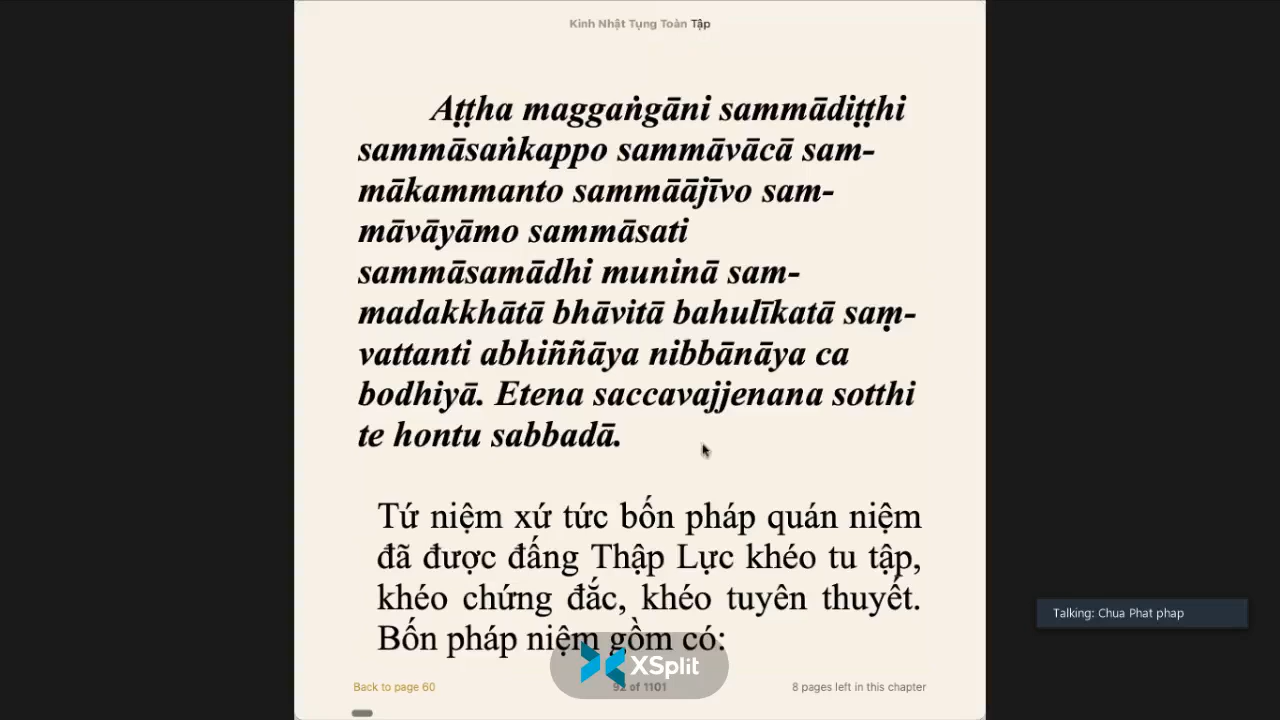 Kinh Nhật Tụng Toàn Tập
Aṭṭha maggaṅgāni sammādiṭṭhi
sammāsaṅkappo sammāvācā sam-
mākammanto sammāājīvo sam-
māvāyāmo sammāsati
sammāsamādhi muninā sam-
madakkhātā bhāvitā bahulīkatā saṃ-
vattanti abhiññāya nibbānāya ca
bodhiyā. Etena saccavajjenana sotthi
te hontu sabbadā.
Tứ niệm xứ tức bốn pháp quán niệm
đã được đấng Thập Lực khéo tu tập,
khéo chứng đắc, khéo tuyên thuyết.
Bốn pháp niệm gồm có:
Talking: Chua Phat phap
XSplit
Back to page 60
92 of 1101
8 pages left in this chapter